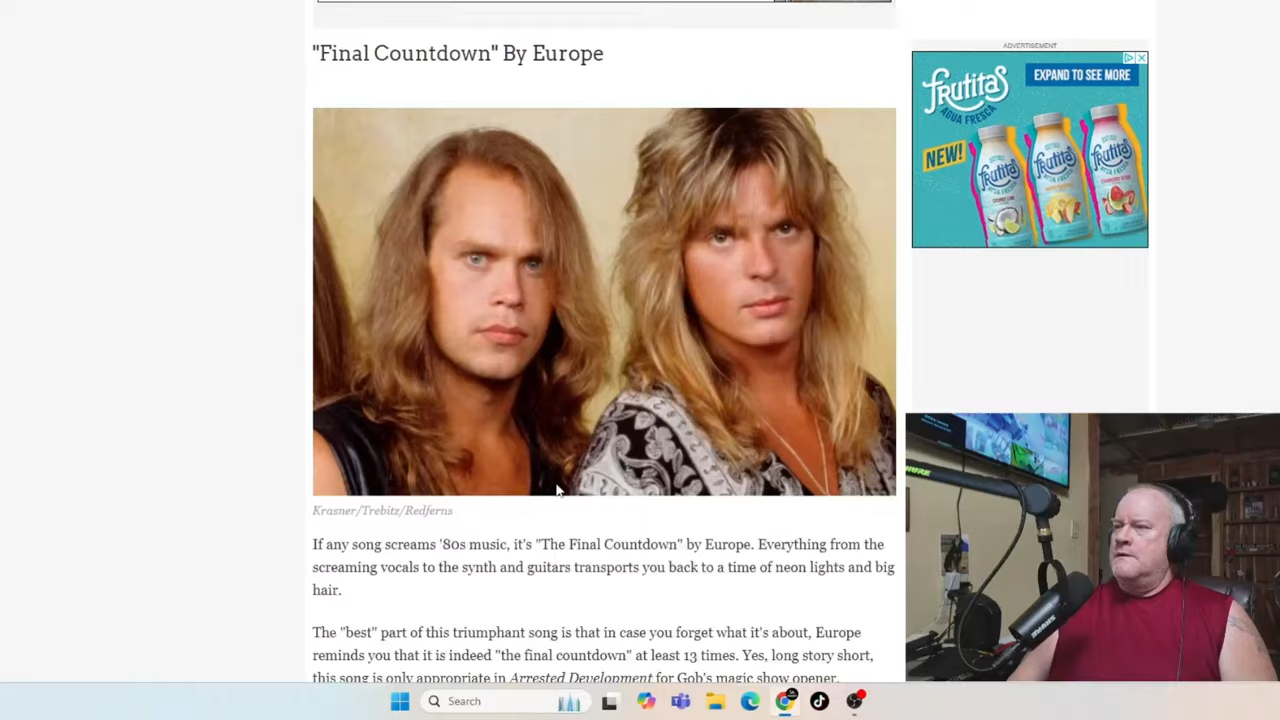 "Final Countdown" By Europe
ADVERTISEMENT
frutitas
AGUA FRESCA
EXPAND TO SEE MORE
NEW!
frutitas
frutitas
frutitas
Krasner/Trebitz/Redferns
If any song screams '80s music, it's "The Final Countdown" by Europe. Everything from the
screaming vocals to the synth and guitars transports you back to a time of neon lights and big
hair.
The "best" part of this triumphant song is that in case you forget what it's about, Europe
reminds you that it is indeed "the final countdown" at least 13 times. Yes, long story short,
this song is only appropriate in Arrested Development for Gob's magic show opener.
SHURE
SHURE
Search